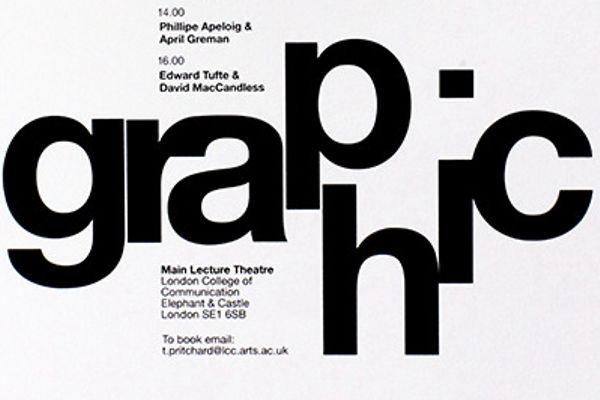 14.00
Phillipe Apeloig &
April Greman
16.00
Edward Tufte &
David MacCandless
graphic
Main Lecture Theatre
London College of
Communication
Elephant & Castle
London SE1 6SB
To book email:
t.pritchard@lcc.arts.ac.uk